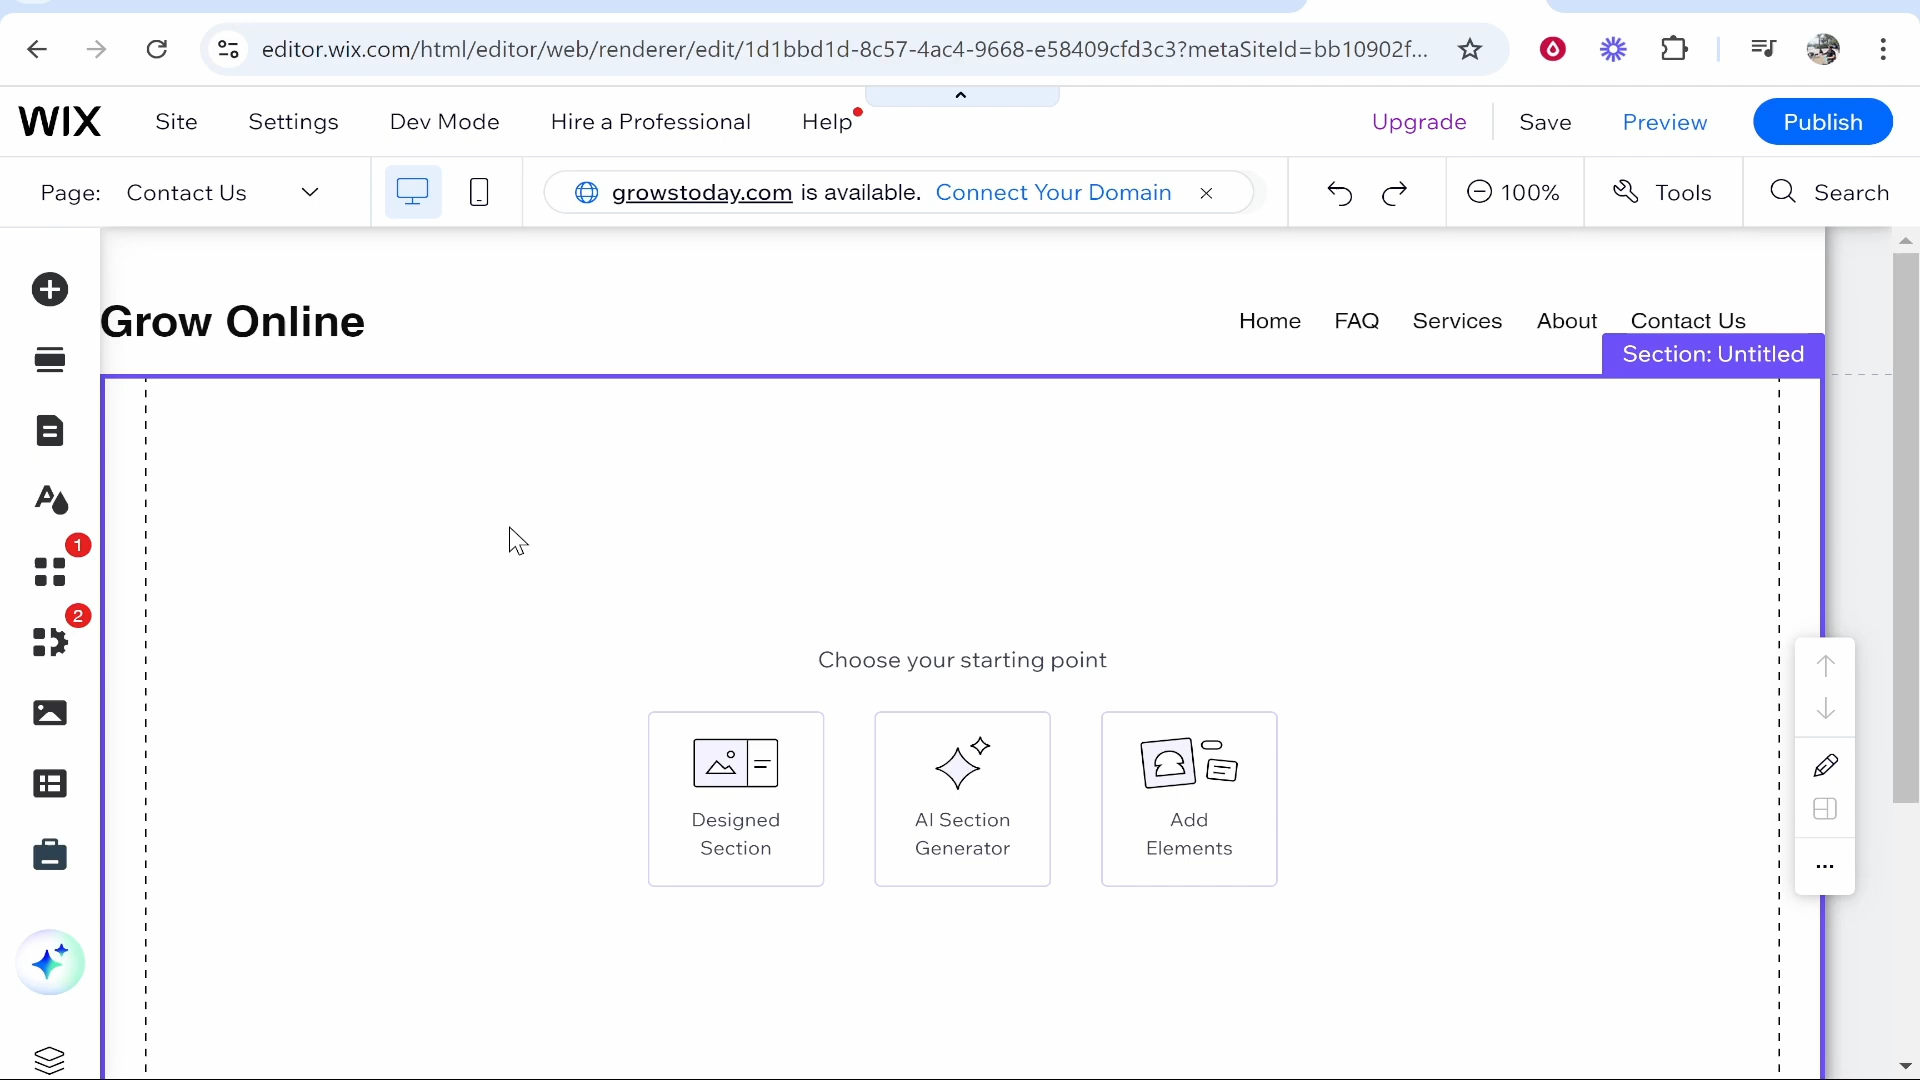 editor.wix.com/html/editor/web/renderer/edit/1d1bbd1d-8c57-4ac4-9668-e58409cfd3c3?metaSiteId=bb10902f...
WIX Site Settings Dev Mode Hire a Professional Help Upgrade Save Preview Publish
Page: Contact Us growstoday.com is available. Connect Your Domain 100% Tools Search
Grow Online Home FAQ Services About Contact Us
Section: Untitled
1
2
Choose your starting point
Designed
Section
AI Section
Generator
Add
Elements